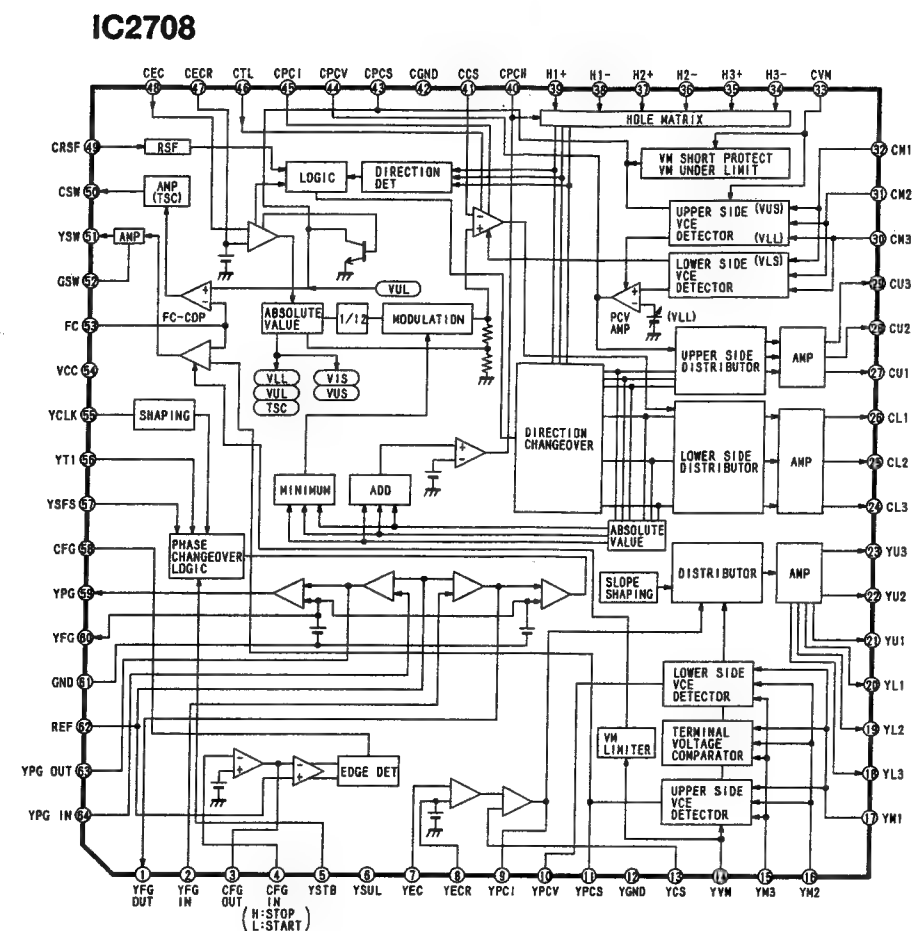 IC2708
CEC CECR CTL CPCI CPCV CPCS CGND CCS CPCH H1+ H1- H2+ H2- H3+ H3- CVM
48 47 46 45 44 43 42 41 40 39 38 37 36 35 34 33
HOLE MATRIX
CRSF 49
RSF
LOGIC
DIRECTION
DET
VM SHORT PROTECT
VM UNDER LIMIT
32 CM1
CSW 50
AMP
(TSC)
31 CM2
YSW 51
AMP
UPPER SIDE (VUS)
VCE
DETECTOR (VLL)
30 CM3
GSW 52
LOWER SIDE (VLS)
VCE
DETECTOR
29 CU3
VUL
FC-COP
FC 53
ABSOLUTE
VALUE
1/12
MODULATION
PCV
AMP
(VLL)
28 CU2
VCC 54
VLL
VUL
TSC
VIS
VUS
UPPER SIDE
DISTRIBUTOR
AMP
27 CU1
YCLK 55
SHAPING
26 CL1
YTI 56
DIRECTION
CHANGEOVER
LOWER SIDE
DISTRIBUTOR
AMP
25 CL2
YSFS 57
MINIMUM
ADD
24 CL3
ABSOLUTE
VALUE
CFG 58
PHASE
CHANGEOVER
LOGIC
23 YU3
YPG 59
SLOPE
SHAPING
DISTRIBUTOR
AMP
22 YU2
YFG 60
21 YU1
GND 61
LOWER SIDE
VCE
DETECTOR
20 YL1
REF 62
VM
LIMITER
TERMINAL
VOLTAGE
COMPARATOR
19 YL2
YPG OUT 63
EDGE DET
18 YL3
YPG IN 64
UPPER SIDE
VCE
DETECTOR
17 YM1
1 2 3 4 5 6 7 8 9 10 11 12 13 14 15 16
YFG OUT YFG IN CFG OUT CFG IN YSTB YSUL YEC YECR YPCI YPCV YPCS YGND YCS YVM YM3 YM2
(H:STOP
L:START)